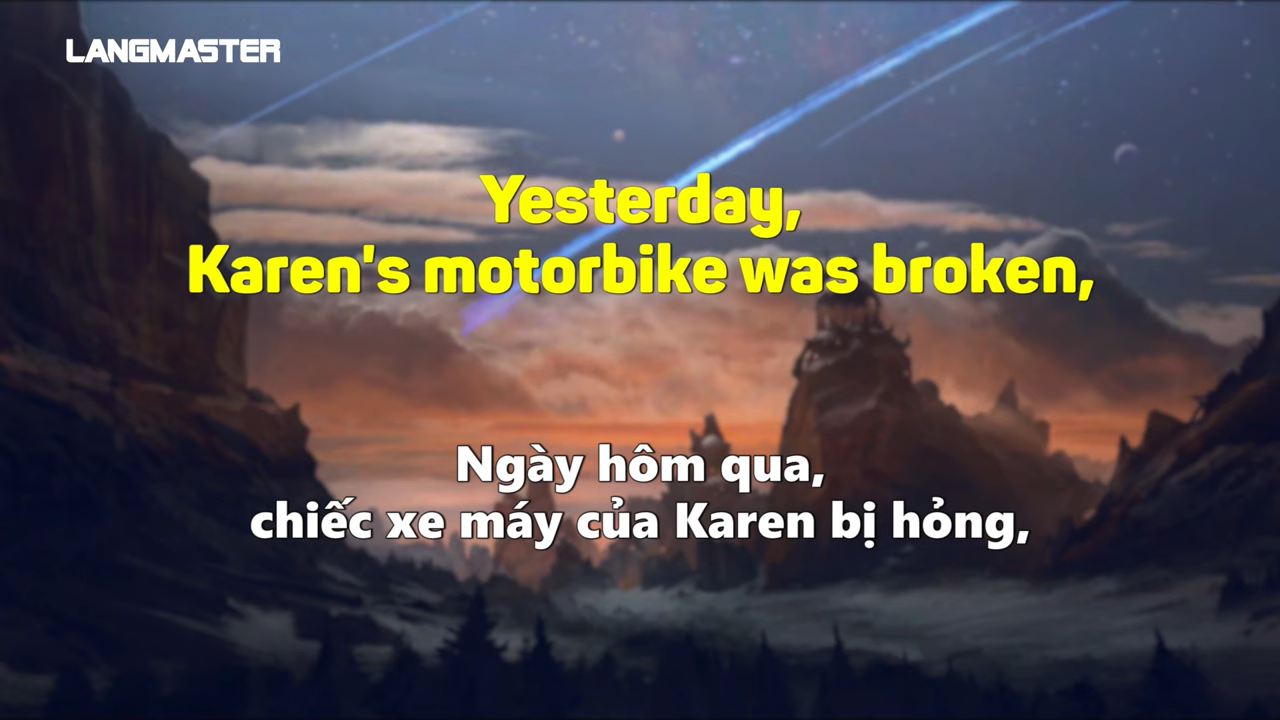 LANGMASTER
Yesterday,
Karen's motorbike was broken,
Ngày hôm qua,
chiếc xe máy của Karen bị hỏng,